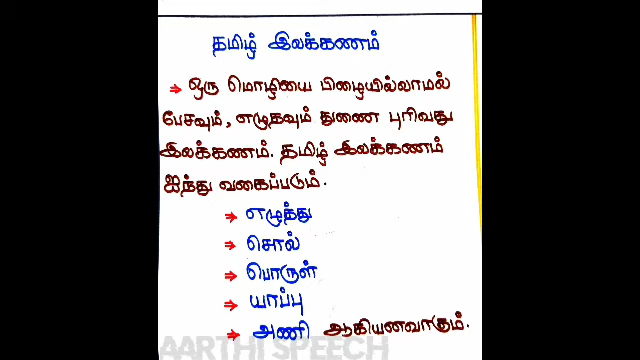 தமிழ் இலக்கணம்
→ ஒரு மொழியை பிழையில்லாமல்
பேசவும், எழுதவும் துணை புரிவது
இலக்கணம். தமிழ் இலக்கணம்
ஐந்து வகைப்படும்.
→ எழுத்து
→ சொல்
→ பொருள்
→ யாப்பு
→ அணி ஆகியனவாகும்.
AARTHI SPEECH